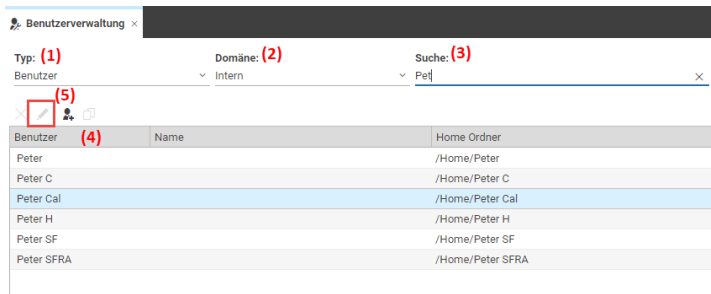 Benutzerverwaltung ×
Typ: (1) Domäne: (2) Suche: (3)
Benutzer Intern Pet
(5)
Benutzer (4) Name Home Ordner
Peter /Home/Peter
Peter C /Home/Peter C
Peter Cal /Home/Peter Cal
Peter H /Home/Peter H
Peter SF /Home/Peter SF
Peter SFRA /Home/Peter SFRA